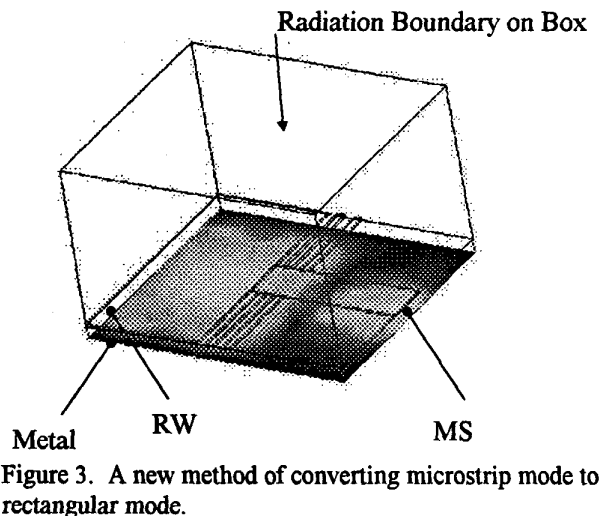 Radiation Boundary on Box
RW
MS
Metal
Figure 3. A new method of converting microstrip mode to
rectangular mode.